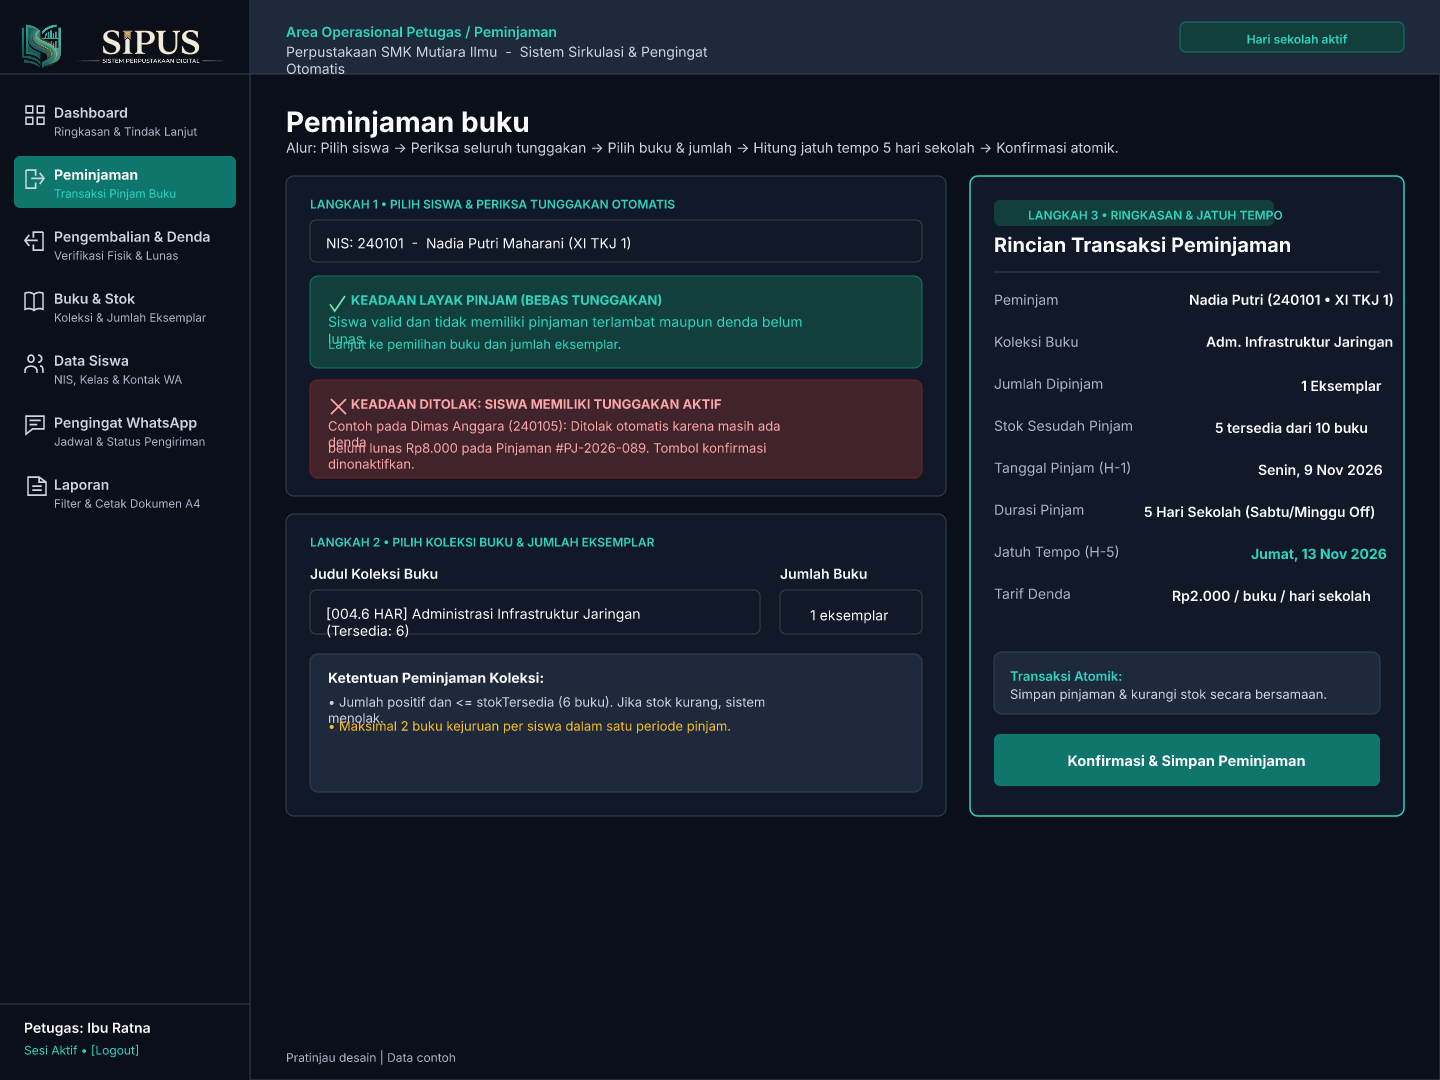 SIPUS
SISTEM PERPUSTAKAAN DIGITAL
Area Operasional Petugas / Peminjaman
Perpustakaan SMK Mutiara Ilmu - Sistem Sirkulasi & Pengingat
Otomatis
Hari sekolah aktif
Dashboard
Ringkasan & Tindak Lanjut
Peminjaman
Transaksi Pinjam Buku
Pengembalian & Denda
Verifikasi Fisik & Lunas
Buku & Stok
Koleksi & Jumlah Eksemplar
Data Siswa
NIS, Kelas & Kontak WA
Pengingat WhatsApp
Jadwal & Status Pengiriman
Laporan
Filter & Cetak Dokumen A4
Petugas: Ibu Ratna
Sesi Aktif • [Logout]
Peminjaman buku
Alur: Pilih siswa → Periksa seluruh tunggakan → Pilih buku & jumlah → Hitung jatuh tempo 5 hari sekolah → Konfirmasi atomik.
LANGKAH 1 • PILIH SISWA & PERIKSA TUNGGAKAN OTOMATIS
NIS: 240101 - Nadia Putri Maharani (XI TKJ 1)
KEADAAN LAYAK PINJAM (BEBAS TUNGGAKAN)
Siswa valid dan tidak memiliki pinjaman terlambat maupun denda belum
lunas.
Lanjut ke pemilihan buku dan jumlah eksemplar.
KEADAAN DITOLAK: SISWA MEMILIKI TUNGGAKAN AKTIF
Contoh pada Dimas Anggara (240105): Ditolak otomatis karena masih ada
denda
belum lunas Rp8.000 pada Pinjaman #PJ-2026-089. Tombol konfirmasi
dinonaktifkan.
LANGKAH 2 • PILIH KOLEKSI BUKU & JUMLAH EKSEMPLAR
Judul Koleksi Buku
Jumlah Buku
[004.6 HAR] Administrasi Infrastruktur Jaringan
(Tersedia: 6)
1 eksemplar
Ketentuan Peminjaman Koleksi:
• Jumlah positif dan <= stokTersedia (6 buku). Jika stok kurang, sistem
menolak.
• Maksimal 2 buku kejuruan per siswa dalam satu periode pinjam.
LANGKAH 3 • RINGKASAN & JATUH TEMPO
Rincian Transaksi Peminjaman
Peminjam Nadia Putri (240101 • XI TKJ 1)
Koleksi Buku Adm. Infrastruktur Jaringan
Jumlah Dipinjam 1 Eksemplar
Stok Sesudah Pinjam 5 tersedia dari 10 buku
Tanggal Pinjam (H-1) Senin, 9 Nov 2026
Durasi Pinjam 5 Hari Sekolah (Sabtu/Minggu Off)
Jatuh Tempo (H-5) Jumat, 13 Nov 2026
Tarif Denda Rp2.000 / buku / hari sekolah
Transaksi Atomik:
Simpan pinjaman & kurangi stok secara bersamaan.
Konfirmasi & Simpan Peminjaman
Pratinjau desain | Data contoh